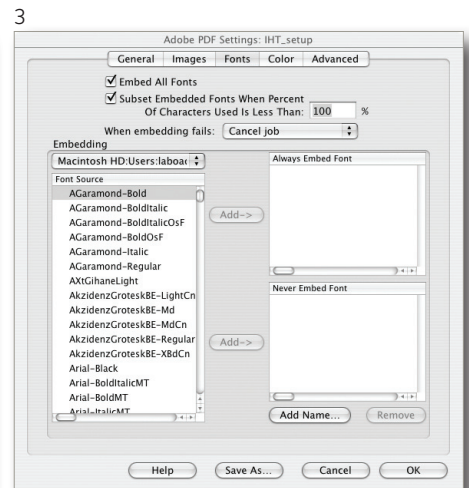 3
Adobe PDF Settings: IHT_setup
General Images Fonts Color Advanced
Embed All Fonts
Subset Embedded Fonts When Percent
Of Characters Used Is Less Than: 100 %
When embedding fails: Cancel job
Embedding
Macintosh HD:Users:laboa
Font Source
AGaramond-Bold
AGaramond-BoldItalic
AGaramond-BoldItalicOsF
AGaramond-BoldOsF
AGaramond-Italic
AGaramond-Regular
AXtGihaneLight
AkzidenzGroteskBE-LightCn
AkzidenzGroteskBE-Md
AkzidenzGroteskBE-MdCn
AkzidenzGroteskBE-Regular
AkzidenzGroteskBE-XBdCn
Arial-Black
Arial-BoldItalicMT
Arial-BoldMT
Arial-ItalicMT
Add->
Add->
Always Embed Font
Never Embed Font
Add Name... Remove
Help Save As... Cancel OK